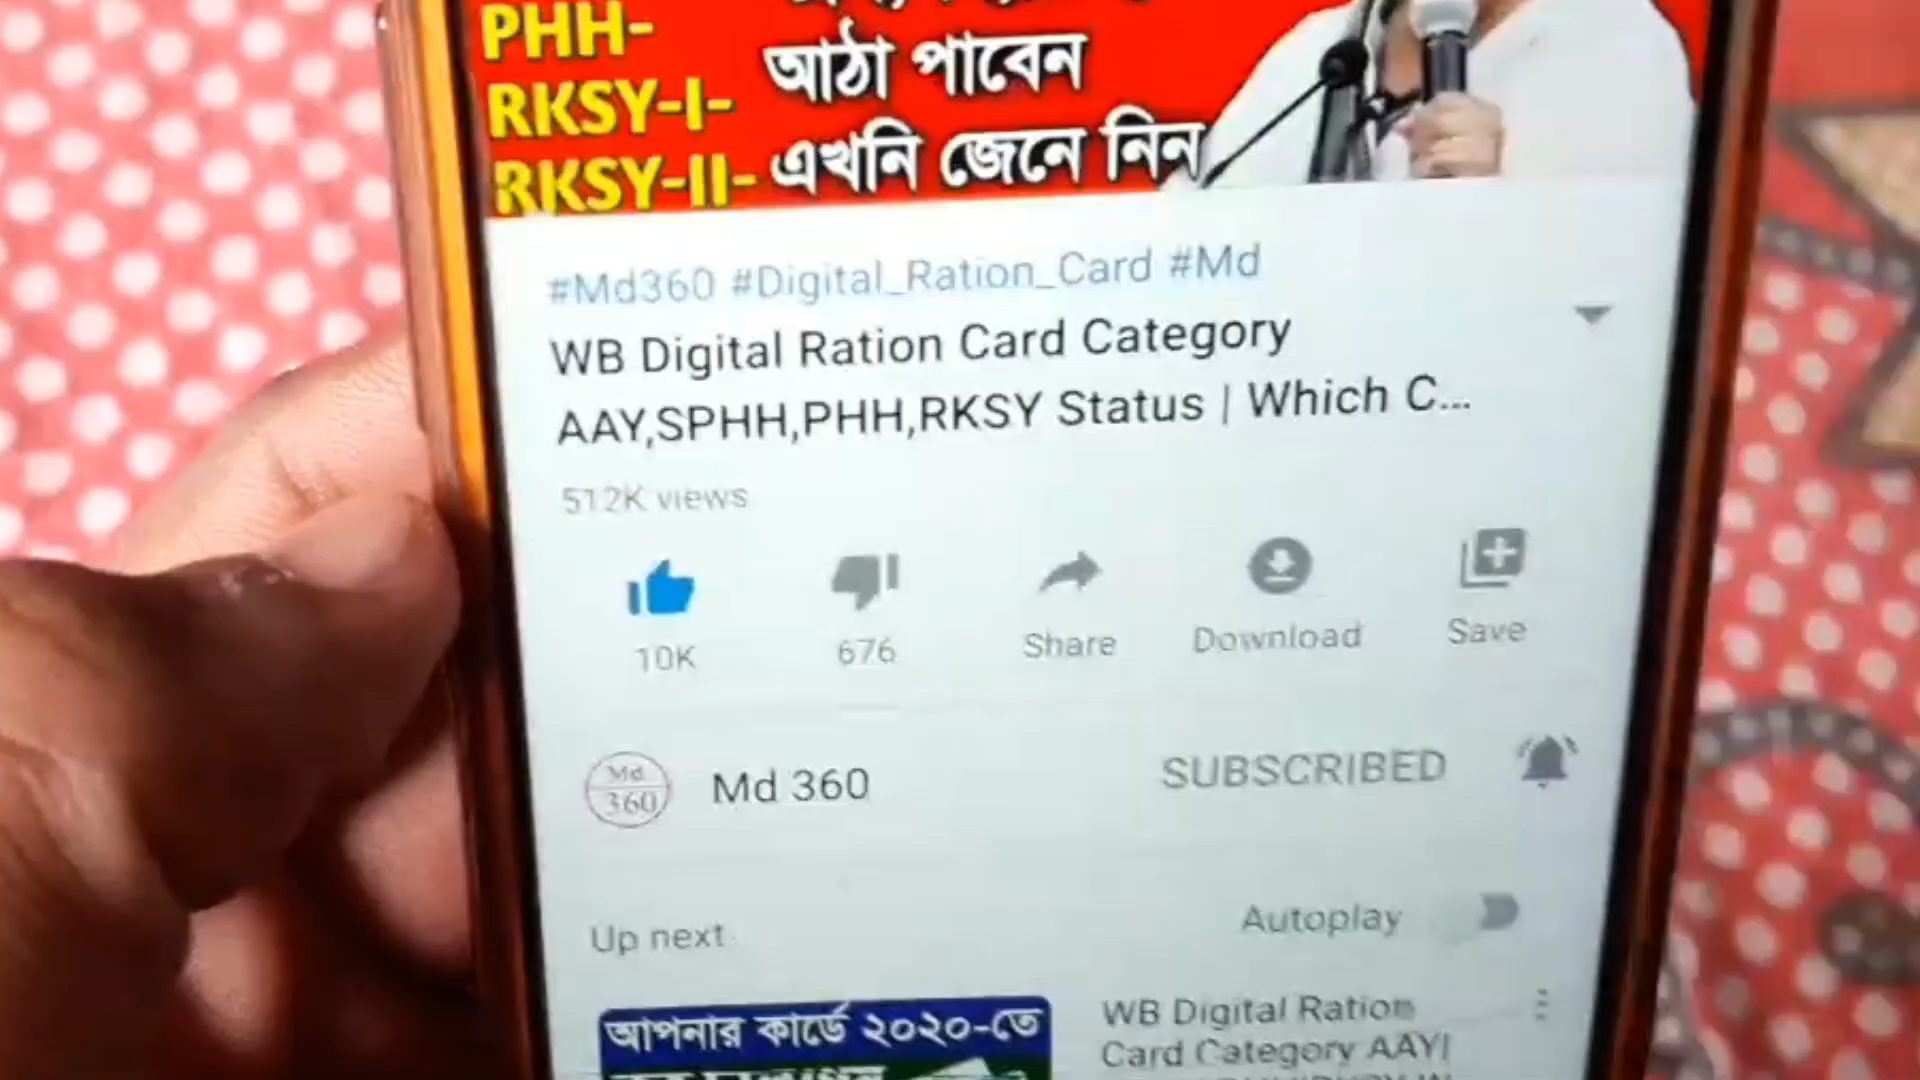 PHH-
আঠা পাবেন
RKSY-I-
RKSY-II-
এখনি জেনে নিন
#Md360 #Digital_Ration_Card #Md
WB Digital Ration Card Category
AAY,SPHH,PHH,RKSY Status | Which C...
512K views
10K
676
Share
Download
Save
Md 360
Md 360
SUBSCRIBED
Up next
Autoplay
আপনার কার্ডে ২০২০-তে
WB Digital Ration
Card Category AAY|